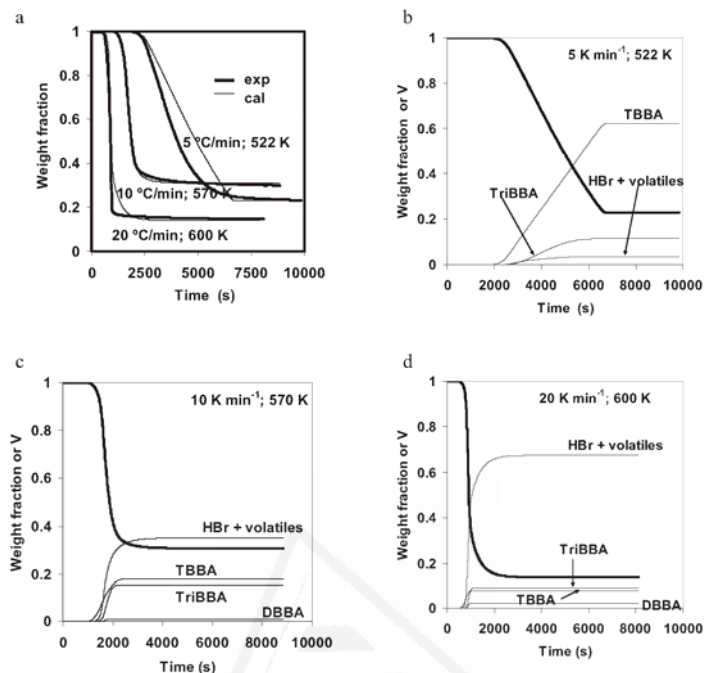 a
1
0.8
0.6
0.4
0.2
0
Weight fraction
exp
cal
5 ºC/min; 522 K
10 ºC/min; 570 K
20 ºC/min; 600 K
0 2500 5000 7500 10000
Time (s)
b
1
0.8
0.6
0.4
0.2
0
Weight fraction or V
5 K min⁻¹; 522 K
TBBA
TriBBA
HBr + volatiles
0 2000 4000 6000 8000 10000
Time (s)
c
1
0.8
0.6
0.4
0.2
0
Weight fraction or V
10 K min⁻¹; 570 K
HBr + volatiles
TBBA
TriBBA
DBBA
0 2000 4000 6000 8000 10000
Time (s)
d
1
0.8
0.6
0.4
0.2
0
Weight fraction or V
20 K min⁻¹; 600 K
HBr + volatiles
TriBBA
TBBA
DBBA
0 2000 4000 6000 8000 10000
Time (s)